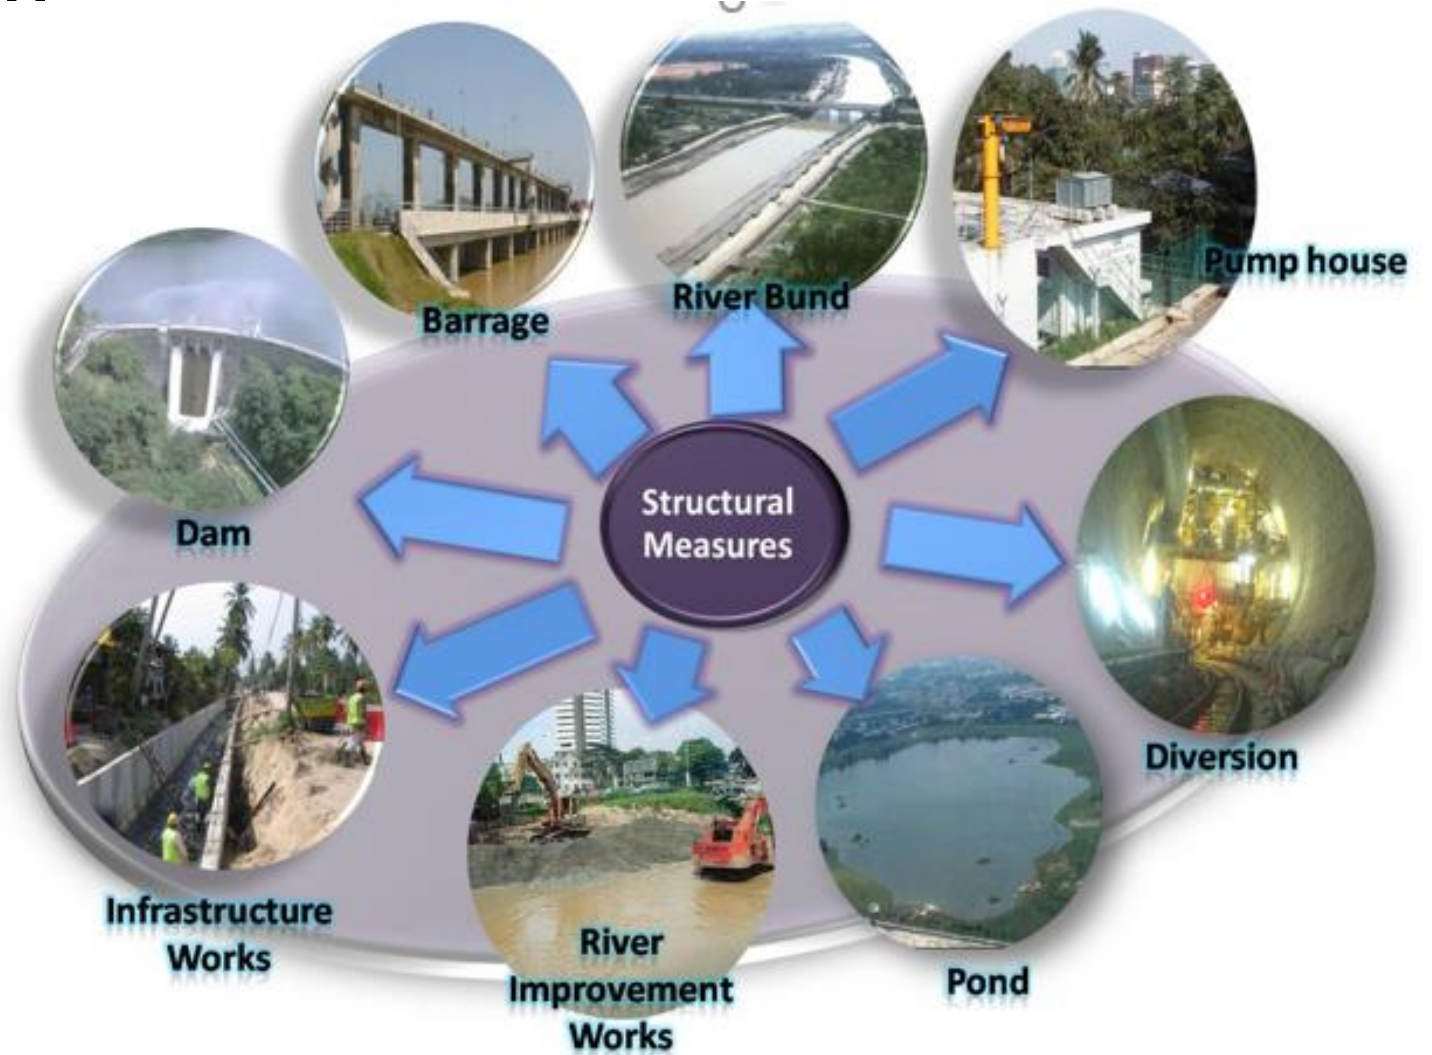 Barrage
River Bund
Pump house
Dam
Structural
Measures
Diversion
Infrastructure
Works
River
Improvement
Works
Pond